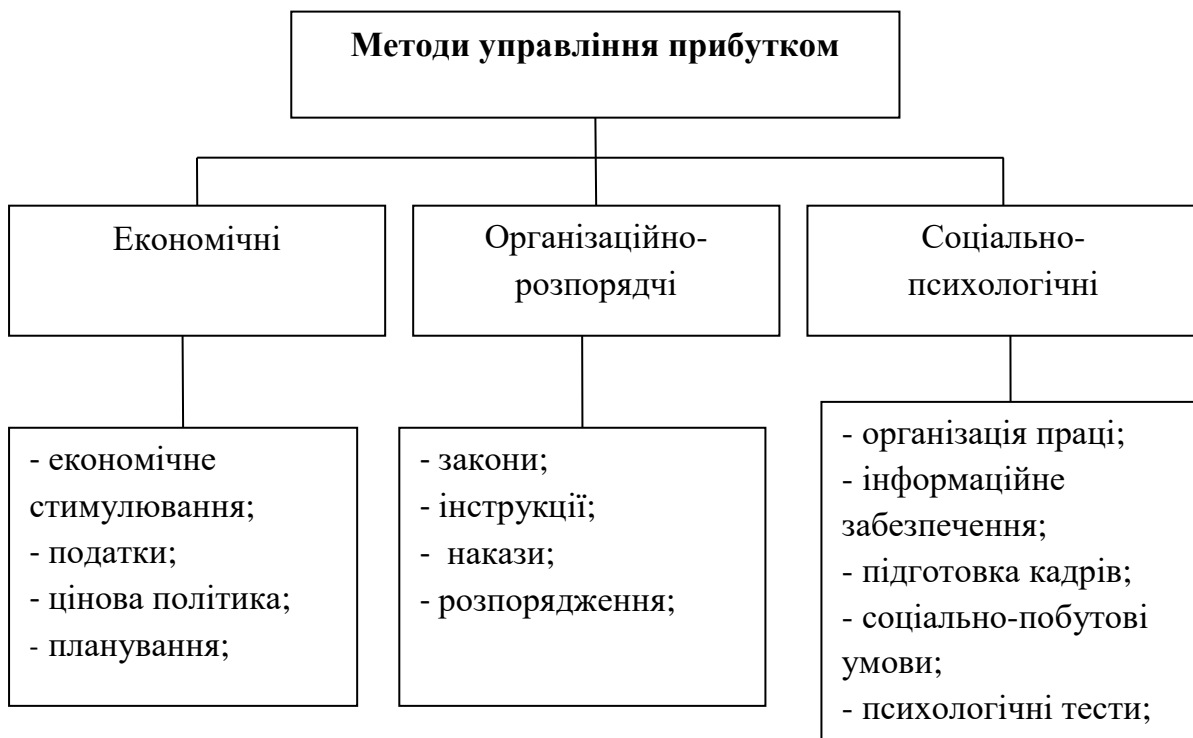 Методи управління прибутком
Економічні
Організаційно-
розпорядчі
Соціально-
психологічні
- економічне
стимулювання;
- податки;
- цінова політика;
- планування;
- закони;
- інструкції;
-  накази;
- розпорядження;
- організація праці;
- інформаційне
забезпечення;
- підготовка кадрів;
- соціально-побутові
умови;
- психологічні тести;